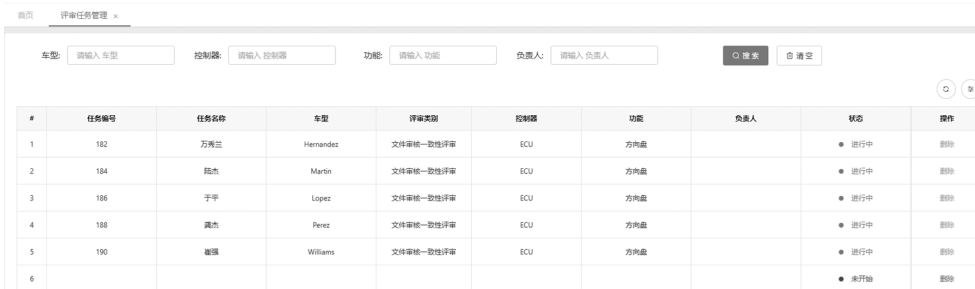 首页 评审任务管理 ×
车型: 请输入 车型 控制器: 请输入 控制器 功能: 请输入 功能 负责人: 请输入 负责人 搜索 清空
# 任务编号 任务名称 车型 评审类别 控制器 功能 负责人 状态 操作
1 182 万秀兰 Hernandez 文件审核一致性评审 ECU 方向盘 进行中 删除
2 184 陆杰 Martin 文件审核一致性评审 ECU 方向盘 进行中 删除
3 186 于平 Lopez 文件审核一致性评审 ECU 方向盘 进行中 删除
4 188 龚杰 Perez 文件审核一致性评审 ECU 方向盘 进行中 删除
5 190 崔强 Williams 文件审核一致性评审 ECU 方向盘 进行中 删除
6 未开始 删除